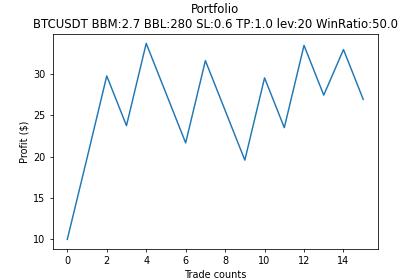 Portfolio
BTCUSDT BBM:2.7 BBL:280 SL:0.6 TP:1.0 lev:20 WinRatio:50.0
30
25
20
15
10
Profit ($)
0 2 4 6 8 10 12 14
Trade counts